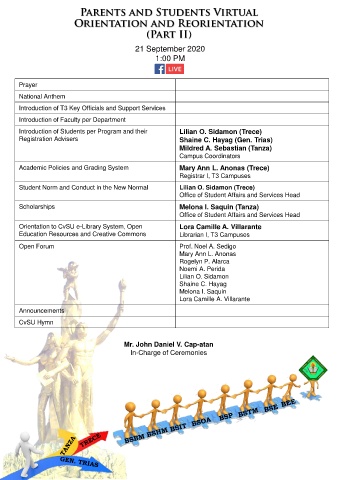 Parents and Students Virtual
Orientation and Reorientation
(Part II)
21 September 2020
1:00 PM
f LIVE
Prayer
National Anthem
Introduction of T3 Key Officials and Support Services
Introduction of Faculty per Department
Introduction of Students per Program and their
Registration Advisers
Lilian O. Sidamon (Trece)
Shaine C. Hayag (Gen. Trias)
Mildred A. Sebastian (Tanza)
Campus Coordinators
Academic Policies and Grading System
Mary Ann L. Anonas (Trece)
Registrar I, T3 Campuses
Student Norm and Conduct in the New Normal
Lilian O. Sidamon (Trece)
Office of Student Affairs and Services Head
Scholarships
Melona I. Saquin (Tanza)
Office of Student Affairs and Services Head
Orientation to CvSU e-Library System, Open
Education Resources and Creative Commons
Lora Camille A. Villarante
Librarian I, T3 Campuses
Open Forum
Prof. Noel A. Sedigo
Mary Ann L. Anonas
Rogelyn P. Alarca
Noemi A. Perida
Lilian O. Sidamon
Shaine C. Hayag
Melona I. Saquin
Lora Camille A. Villarante
Announcements
CvSU Hymn
Mr. John Daniel V. Cap-atan
In-Charge of Ceremonies
BSBM BSHM BSIT BSOA BSP BSTM BSE BEE
TANZA
TRECE
GEN. TRIAS